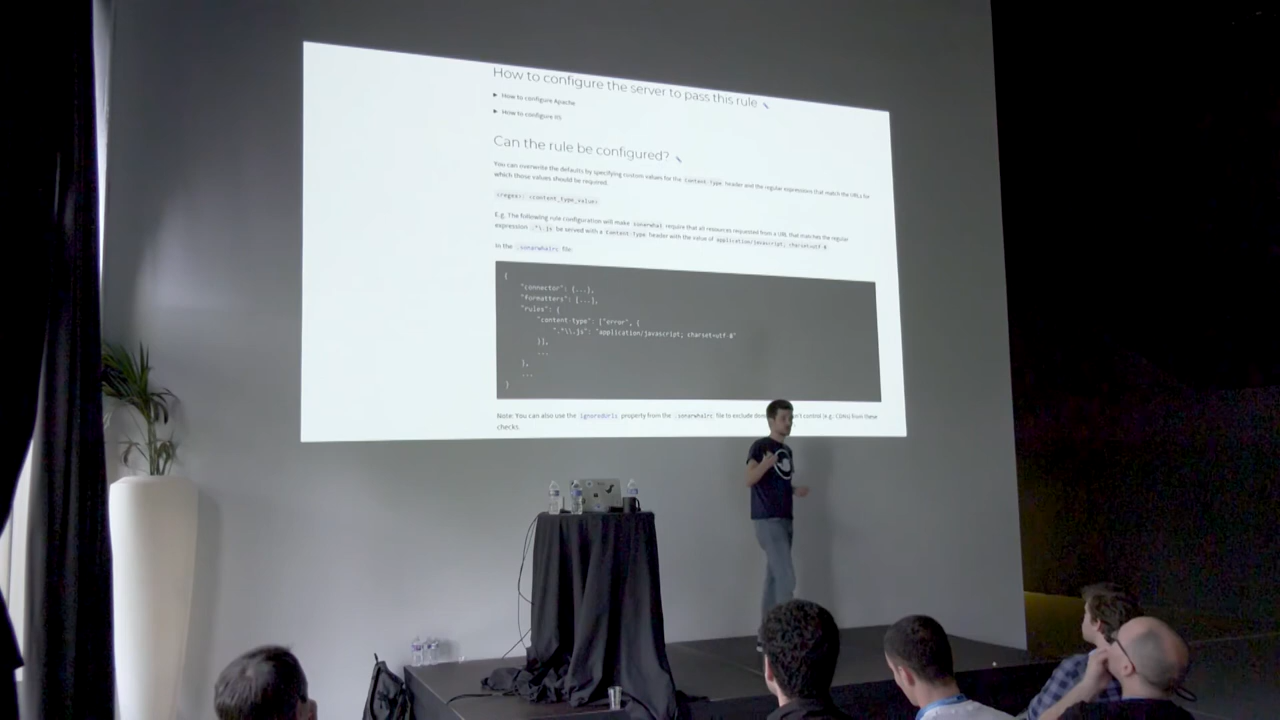 How to configure the server to pass this rule
► How to configure Apache
► How to configure IIS
Can the rule be configured?
You can overwrite the defaults by specifying custom values for the content-type header and the regular expressions that match the URLs for
which those values should be required.
<regex>: <content_type_value>
E.g. The following rule configuration will make sonarwhal require that all resources requested from a URL that matches the regular
expression .*\.js be served with a Content-Type header with the value of application/javascript; charset=utf-8
In the .sonarwhalrc file:
{
"connector": {...},
"formatters": [...],
"rules": {
"content-type": ["error", {
".*\\.js": "application/javascript; charset=utf-8"
}],
...
},
...
}
Note: You can also use the ignoredUrls property from the .sonarwhalrc file to exclude control (e.g.: CDNs) from these
checks.